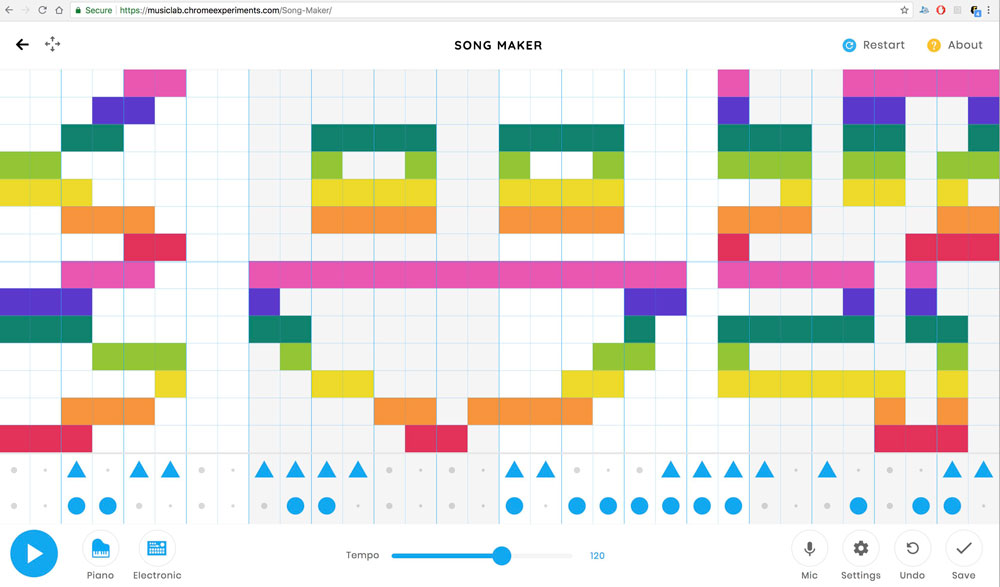 Secure https://musiclab.chromeexperiments.com/Song-Maker/
SONG MAKER
Restart
About
Tempo
120
Piano
Electronic
Mic
Settings
Undo
Save